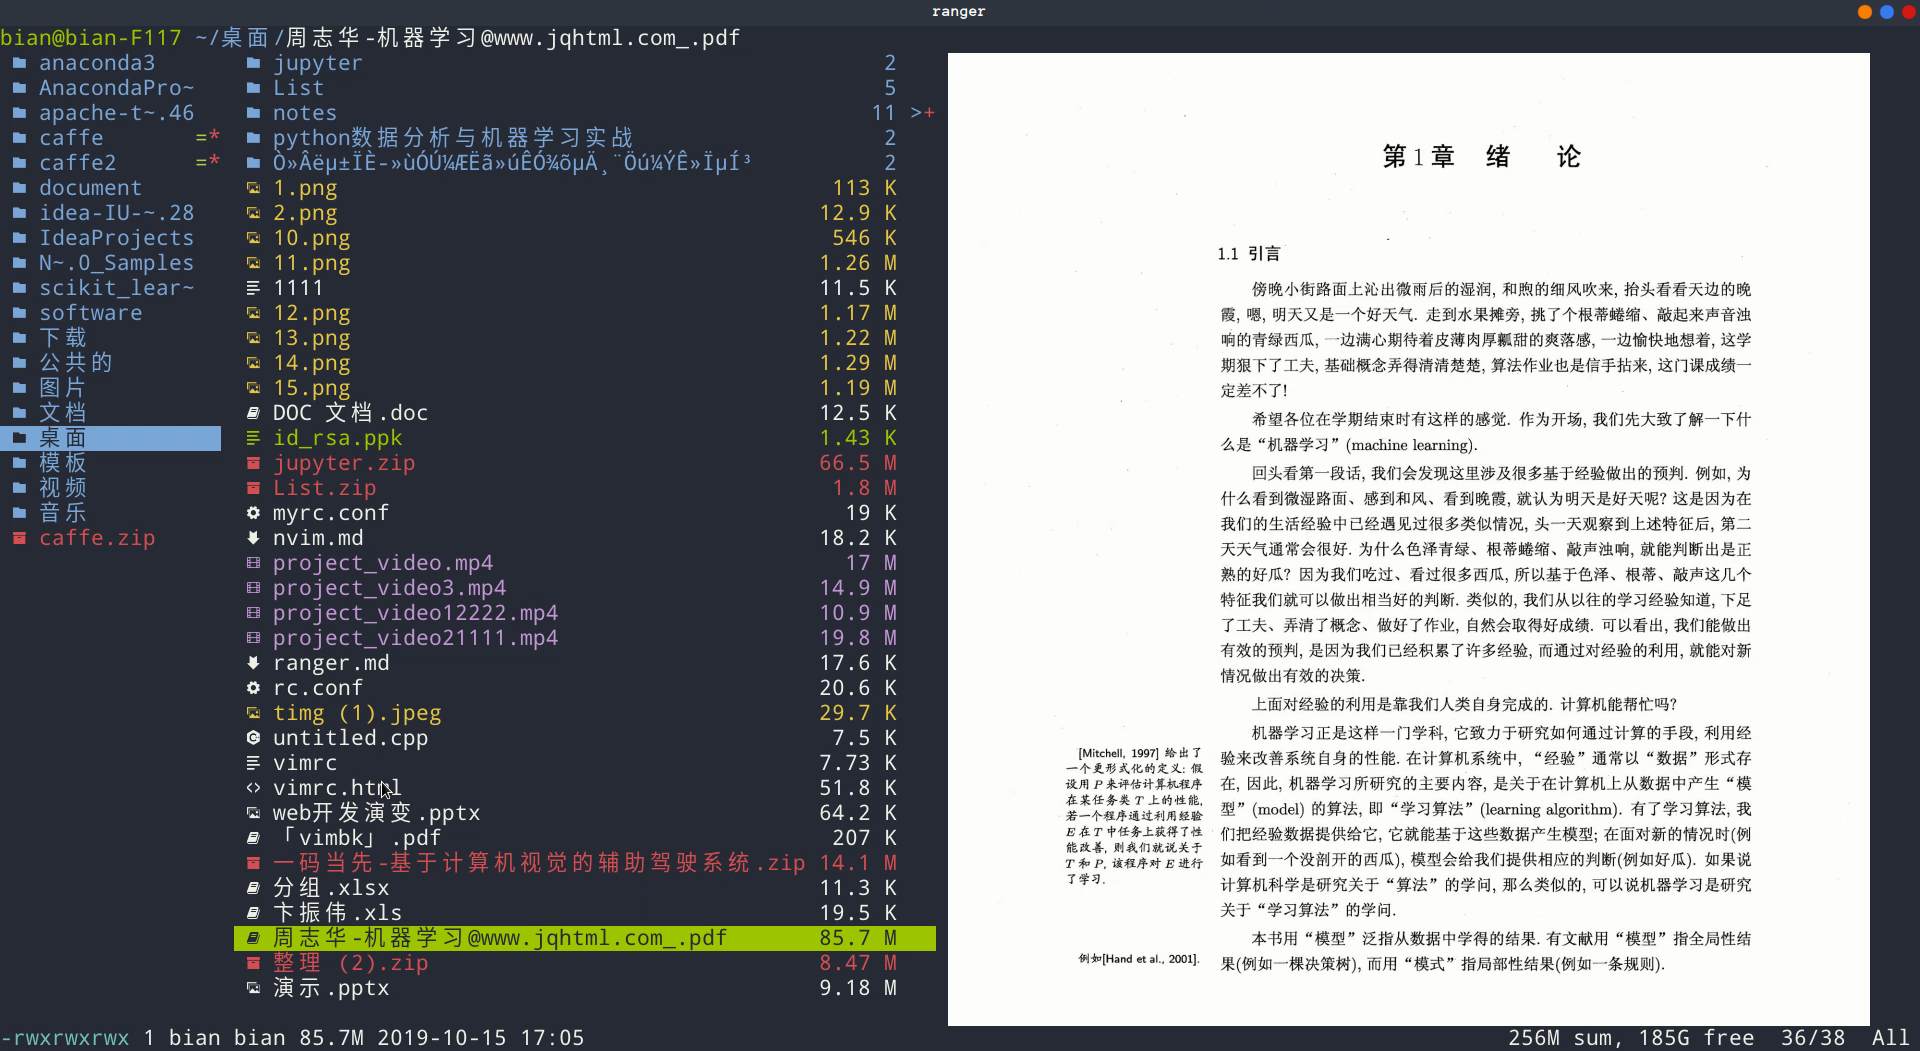 ranger
bian@bian-F117 ~/桌面/周志华-机器学习@www.jqhtml.com_.pdf
anaconda3
AnacondaPro~
apache-t~.46
caffe =*
caffe2 =*
document
idea-IU-~.28
IdeaProjects
N~.0_Samples
scikit_lear~
software
下载
公共的
图片
文档
桌面
模板
视频
音乐
caffe.zip
jupyter 2
List 5
notes 11 >+
python数据分析与机器学习实战 2
Ò»Âëµ±ÏÈ-»ùÓÚ¼ÆËã»úÊÓ¾õµÄ¸¨Öú¼ÝÊ»ÏµÍ³ 2
1.png 113 K
2.png 12.9 K
10.png 546 K
11.png 1.26 M
1111 11.5 K
12.png 1.17 M
13.png 1.22 M
14.png 1.29 M
15.png 1.19 M
DOC 文档.doc 12.5 K
id_rsa.ppk 1.43 K
jupyter.zip 66.5 M
List.zip 1.8 M
myrc.conf 19 K
nvim.md 18.2 K
project_video.mp4 17 M
project_video3.mp4 14.9 M
project_video12222.mp4 10.9 M
project_video21111.mp4 19.8 M
ranger.md 17.6 K
rc.conf 20.6 K
timg (1).jpeg 29.7 K
untitled.cpp 7.5 K
vimrc 7.73 K
vimrc.html 51.8 K
web开发演变.pptx 64.2 K
「vimbk」.pdf 207 K
一码当先-基于计算机视觉的辅助驾驶系统.zip 14.1 M
分组.xlsx 11.3 K
卞振伟.xls 19.5 K
周志华-机器学习@www.jqhtml.com_.pdf 85.7 M
整理 (2).zip 8.47 M
演示.pptx 9.18 M
第1章 绪 论
1.1 引言
傍晚小街路面上沁出微雨后的湿润, 和煦的细风吹来, 抬头看看天边的晚
霞, 嗯, 明天又是一个好天气. 走到水果摊旁, 挑了个根蒂蜷缩、敲起来声音浊
响的青绿西瓜, 一边满心期待着皮薄肉厚瓤甜的爽落感, 一边愉快地想着, 这学
期狠下了工夫, 基础概念弄得清清楚楚, 算法作业也是信手拈来, 这门课成绩一
定差不了!
希望各位在学期结束时有这样的感觉. 作为开场, 我们先大致了解一下什
么是“机器学习”(machine learning).
回头看第一段话, 我们会发现这里涉及很多基于经验做出的预判. 例如, 为
什么看到微湿路面、感到和风、看到晚霞, 就认为明天是好天呢? 这是因为在
我们的生活经验中已经遇见过很多类似情况, 头一天观察到上述特征后, 第二
天天气通常会很好. 为什么色泽青绿、根蒂蜷缩、敲声浊响, 就能判断出是正
熟的好瓜? 因为我们吃过、看过很多西瓜, 所以基于色泽、根蒂、敲声这几个
特征我们就可以做出相当好的判断. 类似的, 我们从以往的学习经验知道, 下足
了工夫、弄清了概念、做好了作业, 自然会取得好成绩. 可以看出, 我们能做出
有效的预判, 是因为我们已经积累了许多经验, 而通过对经验的利用, 就能对新
情况做出有效的决策.
上面对经验的利用是靠我们人类自身完成的. 计算机能帮忙吗?
机器学习正是这样一门学科, 它致力于研究如何通过计算的手段, 利用经
验来改善系统自身的性能. 在计算机系统中, “经验”通常以“数据”形式存
在, 因此, 机器学习所研究的主要内容, 是关于在计算机上从数据中产生“模
型”(model) 的算法, 即“学习算法”(learning algorithm). 有了学习算法, 我
们把经验数据提供给它, 它就能基于这些数据产生模型; 在面对新的情况时(例
如看到一个没剖开的西瓜), 模型会给我们提供相应的判断(例如好瓜). 如果说
计算机科学是研究关于“算法”的学问, 那么类似的, 可以说机器学习是研究
关于“学习算法”的学问.
本书用“模型”泛指从数据中学得的结果. 有文献用“模型”指全局性结
果(例如一棵决策树), 而用“模式”指局部性结果(例如一条规则).
[Mitchell, 1997] 给出了
一个更形式化的定义: 假
设用 P 来评估计算机程序
在某任务类 T 上的性能,
若一个程序通过利用经验
E 在 T 中任务上获得了性
能改善, 则我们就说关于
T 和 P, 该程序对 E 进行
了学习.
例如[Hand et al., 2001].
-rwxrwxrwx 1 bian bian 85.7M 2019-10-15 17:05
256M sum, 185G free 36/38 All